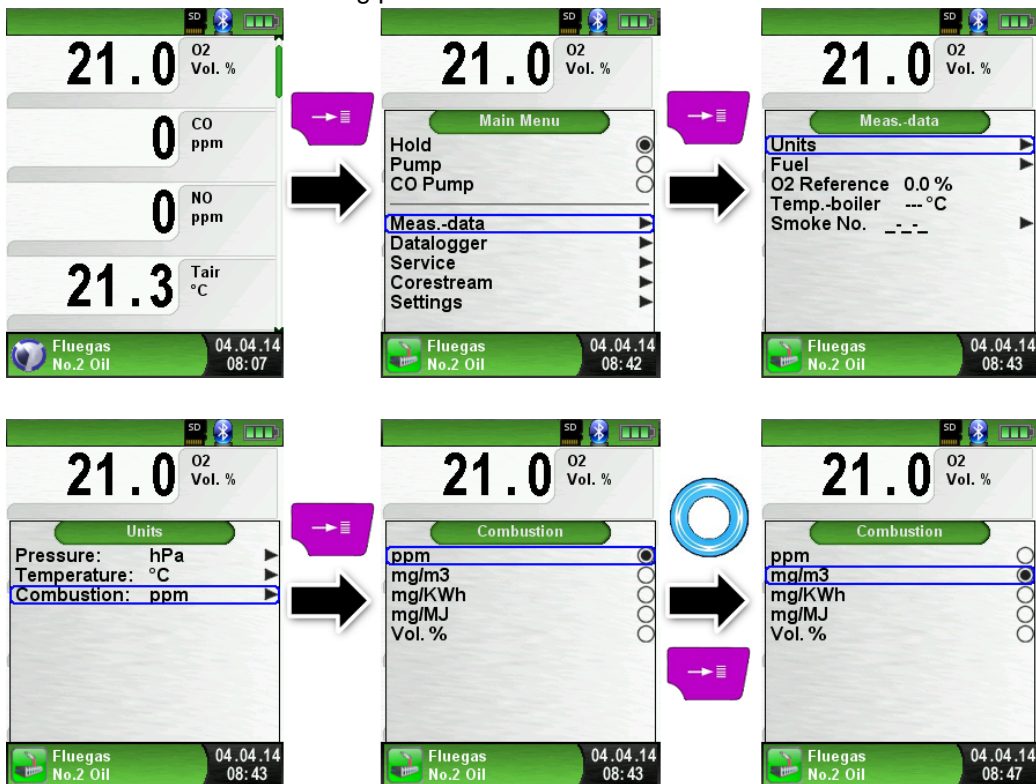 SD
21.0 O2 Vol. %
0 CO ppm
0 NO ppm
21.3 Tair °C
Fluegas 04.04.14
No.2 Oil 08:07
SD
21.0 O2 Vol. %
Main Menu
Hold
Pump
CO Pump
Meas.-data
Datalogger
Service
Corestream
Settings
Fluegas 04.04.14
No.2 Oil 08:42
SD
21.0 O2 Vol. %
Meas.-data
Units
Fuel
O2 Reference 0.0 %
Temp.-boiler ---°C
Smoke No. _-_-_
Fluegas 04.04.14
No.2 Oil 08:43
SD
21.0 O2 Vol. %
Units
Pressure: hPa
Temperature: °C
Combustion: ppm
Fluegas 04.04.14
No.2 Oil 08:43
SD
21.0 O2 Vol. %
Combustion
ppm
mg/m3
mg/KWh
mg/MJ
Vol. %
Fluegas 04.04.14
No.2 Oil 08:43
SD
21.0 O2 Vol. %
Combustion
ppm
mg/m3
mg/KWh
mg/MJ
Vol. %
Fluegas 04.04.14
No.2 Oil 08:47